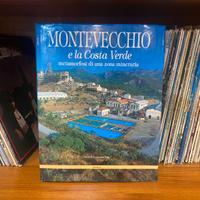 MONTEVECCHIO
e la Costa Verde
metamorfosi di una zona mineraria